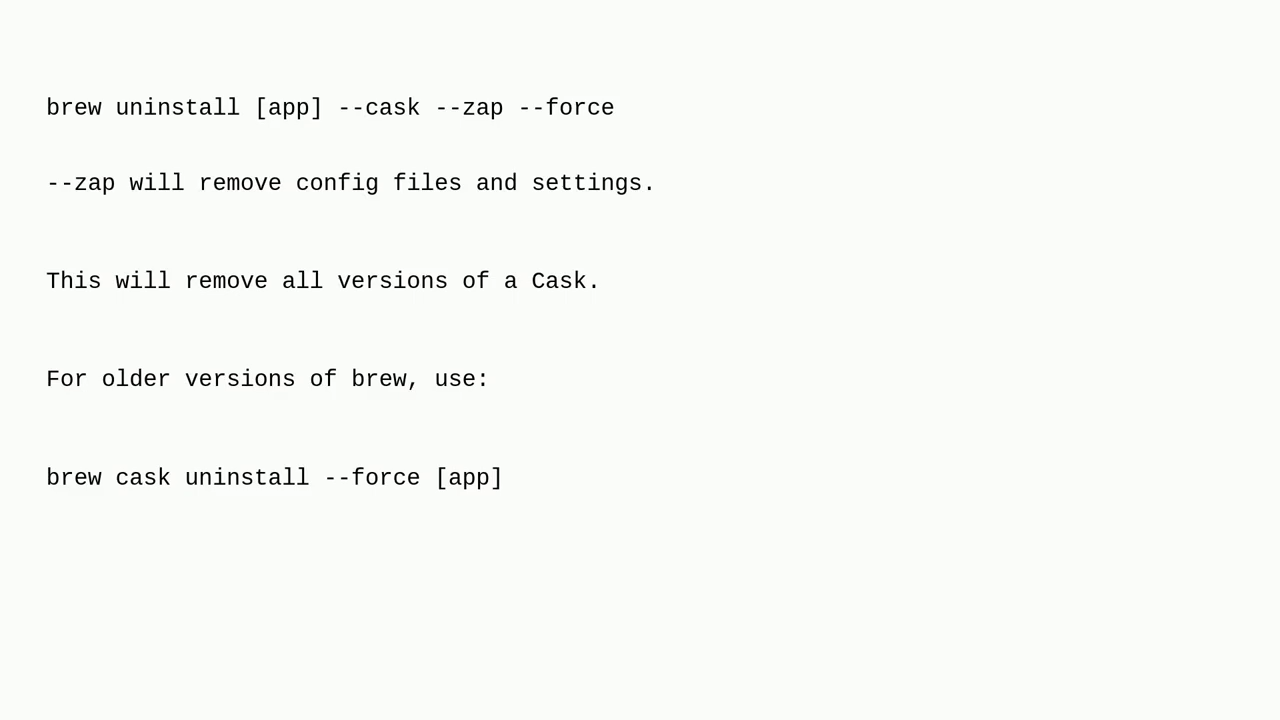 brew uninstall [app] --cask --zap --force
--zap will remove config files and settings.
This will remove all versions of a Cask.
For older versions of brew, use:
brew cask uninstall --force [app]